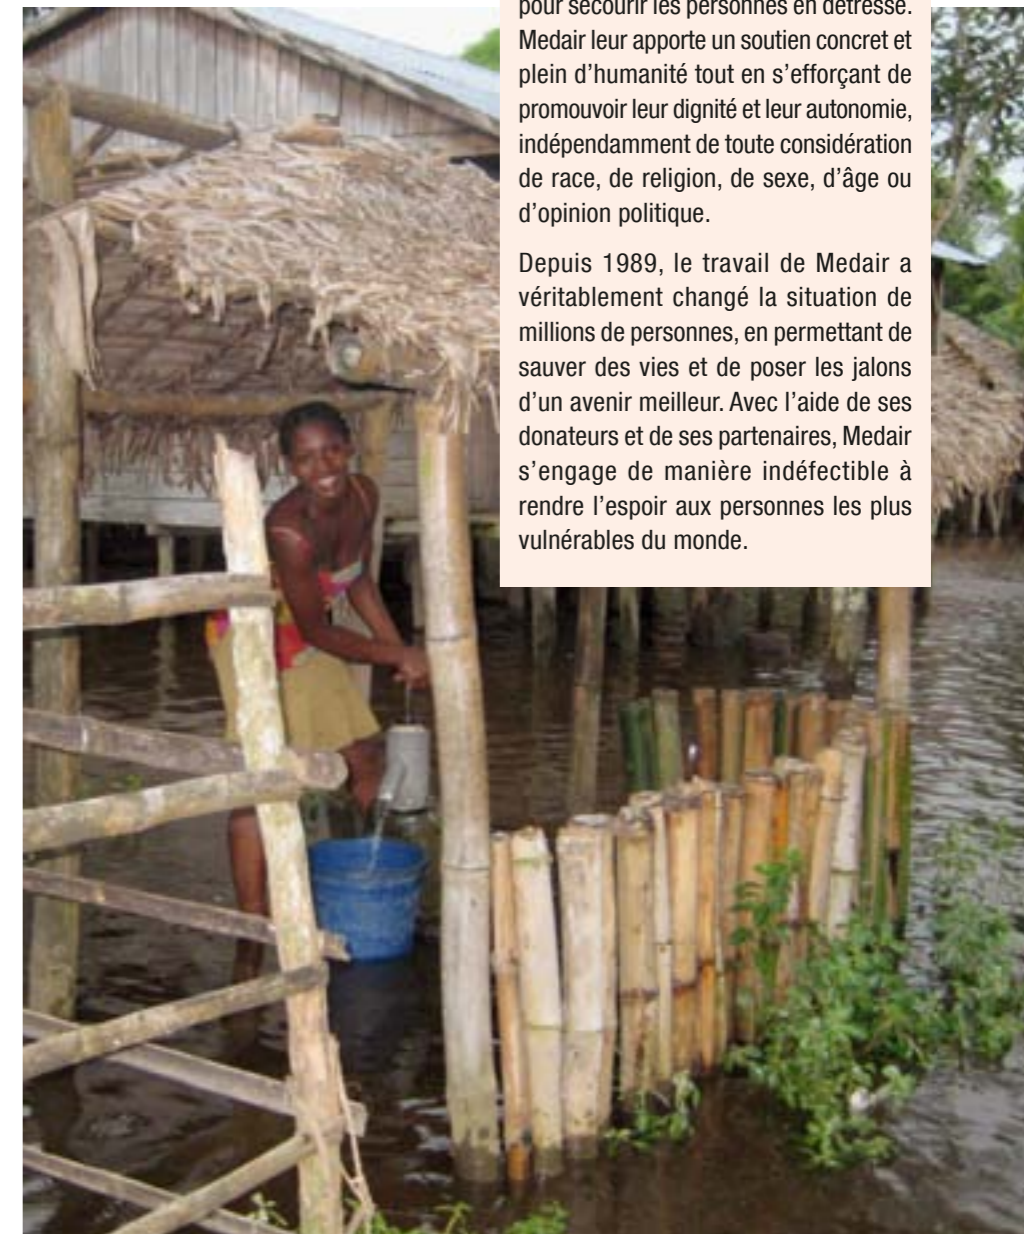 pour secourir les personnes en détresse.
Medair leur apporte un soutien concret et
plein d’humanité tout en s’efforçant de
promouvoir leur dignité et leur autonomie,
indépendamment de toute considération
de race, de religion, de sexe, d’âge ou
d’opinion politique.
Depuis 1989, le travail de Medair a
véritablement changé la situation de
millions de personnes, en permettant de
sauver des vies et de poser les jalons
d’un avenir meilleur. Avec l’aide de ses
donateurs et de ses partenaires, Medair
s’engage de manière indéfectible à
rendre l’espoir aux personnes les plus
vulnérables du monde.